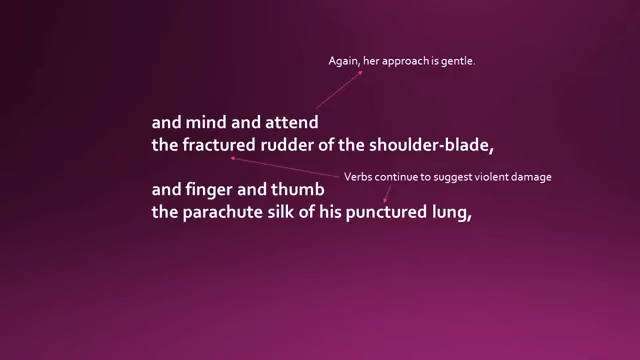 Again, her approach is gentle.
and mind and attend
the fractured rudder of the shoulder-blade,
Verbs continue to suggest violent damage
and finger and thumb
the parachute silk of his punctured lung,